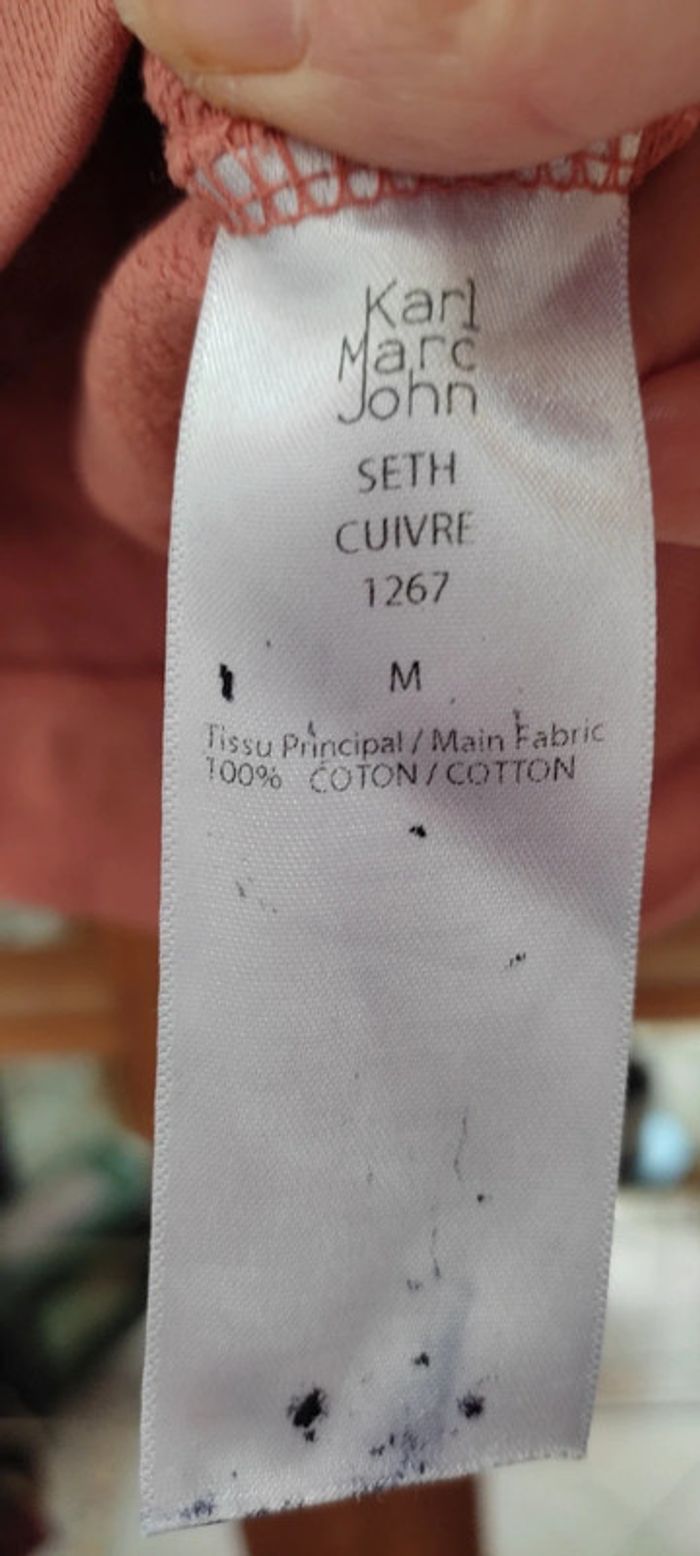 Karl
Marc
John
SETH
CUIVRE
1267
M
Tissu Principal / Main Fabric
100% COTON / COTTON